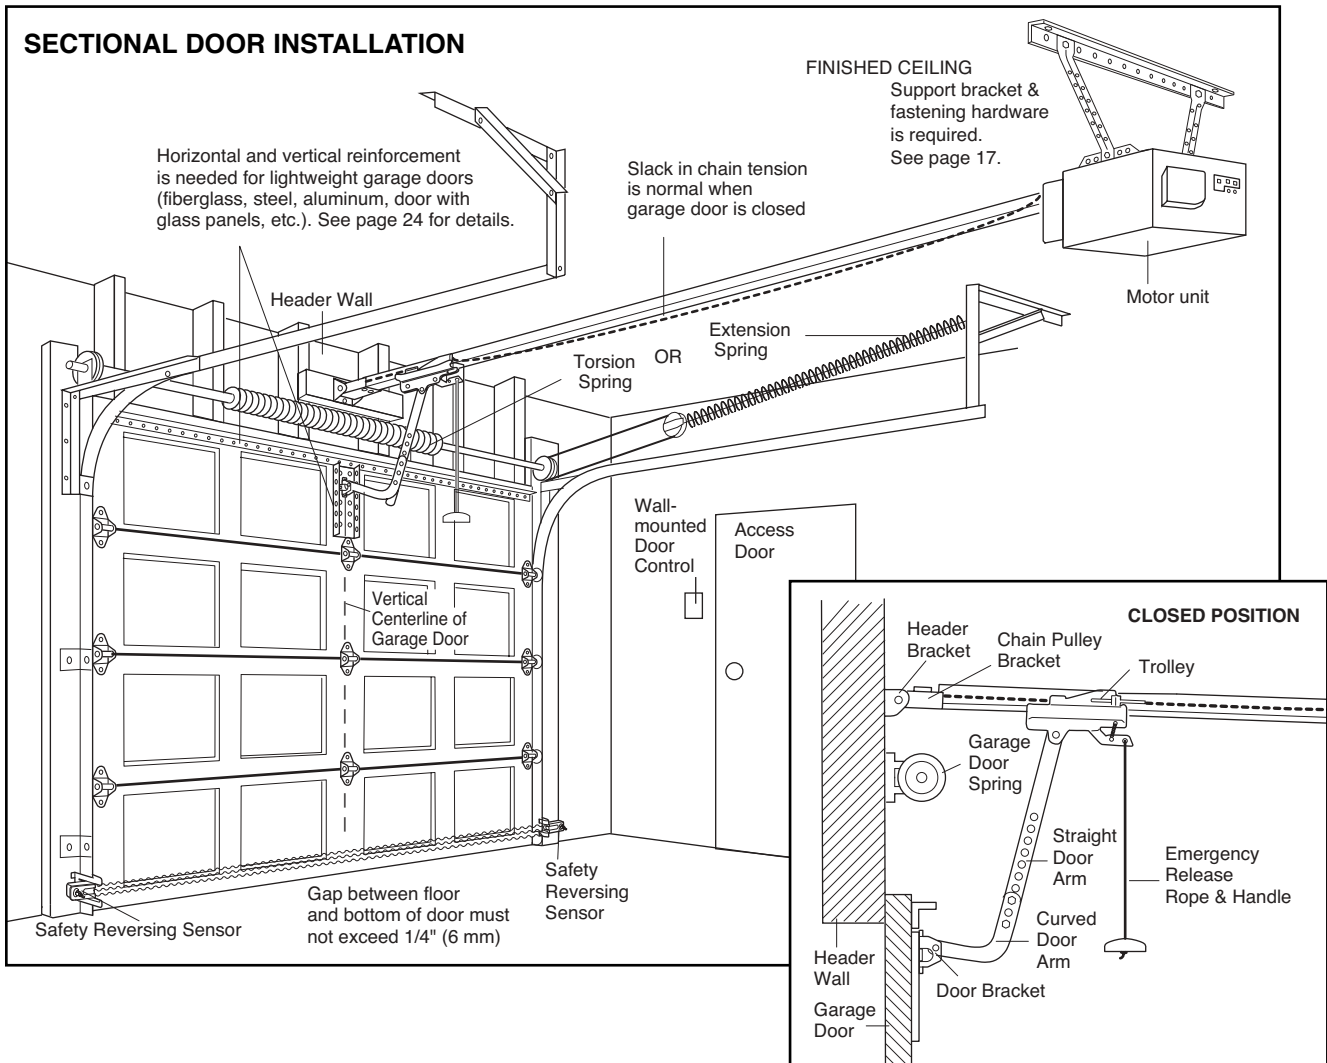 SECTIONAL DOOR INSTALLATION
FINISHED CEILING
Support bracket &
fastening hardware
is required.
See page 17.
Horizontal and vertical reinforcement
is needed for lightweight garage doors
(fiberglass, steel, aluminum, door with
glass panels, etc.). See page 24 for details.
Slack in chain tension
is normal when
garage door is closed
Motor unit
Header Wall
Torsion
Spring
OR
Extension
Spring
Wall-
mounted
Door
Control
Access
Door
Vertical
Centerline of
Garage Door
Safety Reversing Sensor
Gap between floor
and bottom of door must
not exceed 1/4" (6 mm)
Safety
Reversing
Sensor
CLOSED POSITION
Header
Bracket
Chain Pulley
Bracket
Trolley
Garage
Door
Spring
Straight
Door
Arm
Emergency
Release
Rope & Handle
Curved
Door
Arm
Header
Wall
Door Bracket
Garage
Door